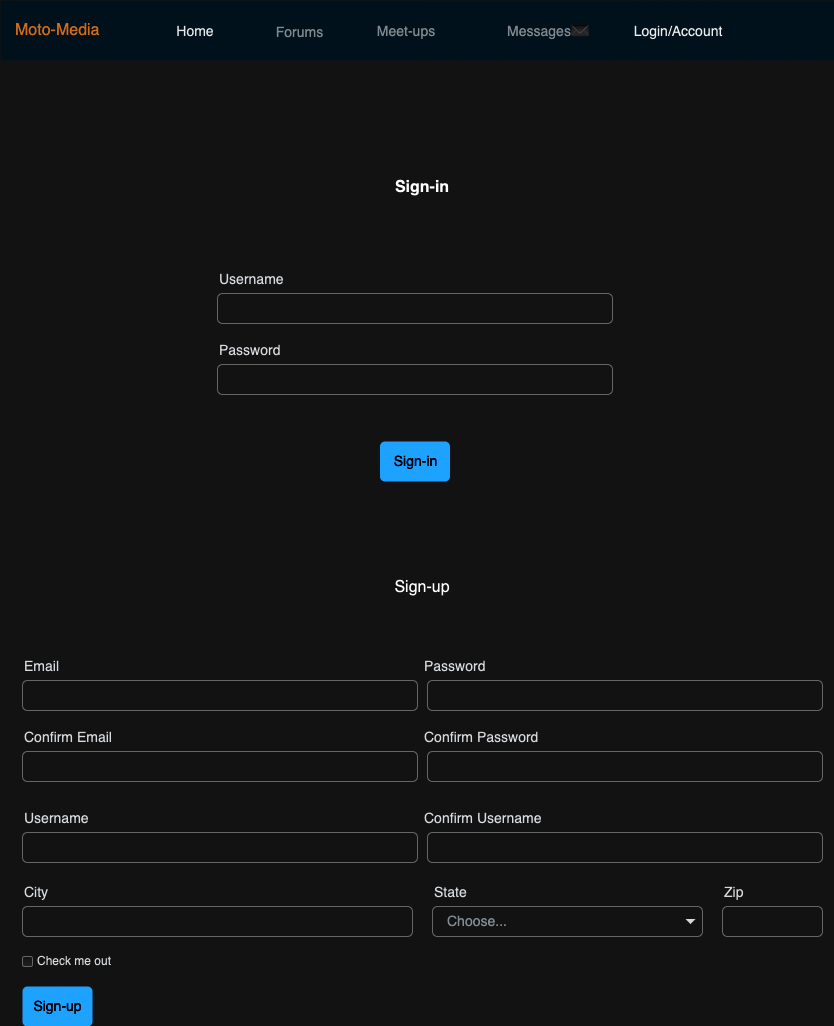 Moto-Media Home Forums Meet-ups Messages Login/Account
Sign-in
Username
Password
Sign-in
Sign-up
Email Password
Confirm Email Confirm Password
Username Confirm Username
City State Zip
Choose...
Check me out
Sign-up